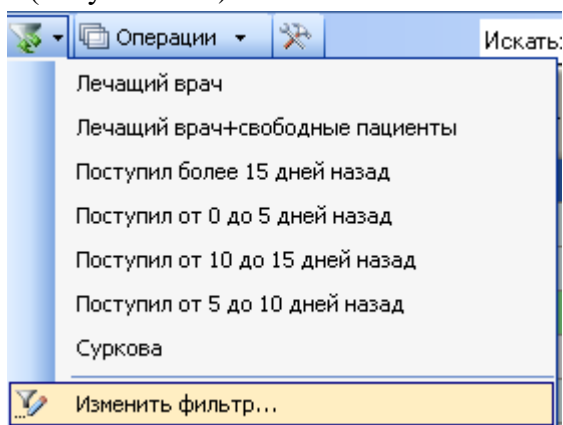 Операции
Искать:
Лечащий врач
Лечащий врач+свободные пациенты
Поступил более 15 дней назад
Поступил от 0 до 5 дней назад
Поступил от 10 до 15 дней назад
Поступил от 5 до 10 дней назад
Суркова
Изменить фильтр...